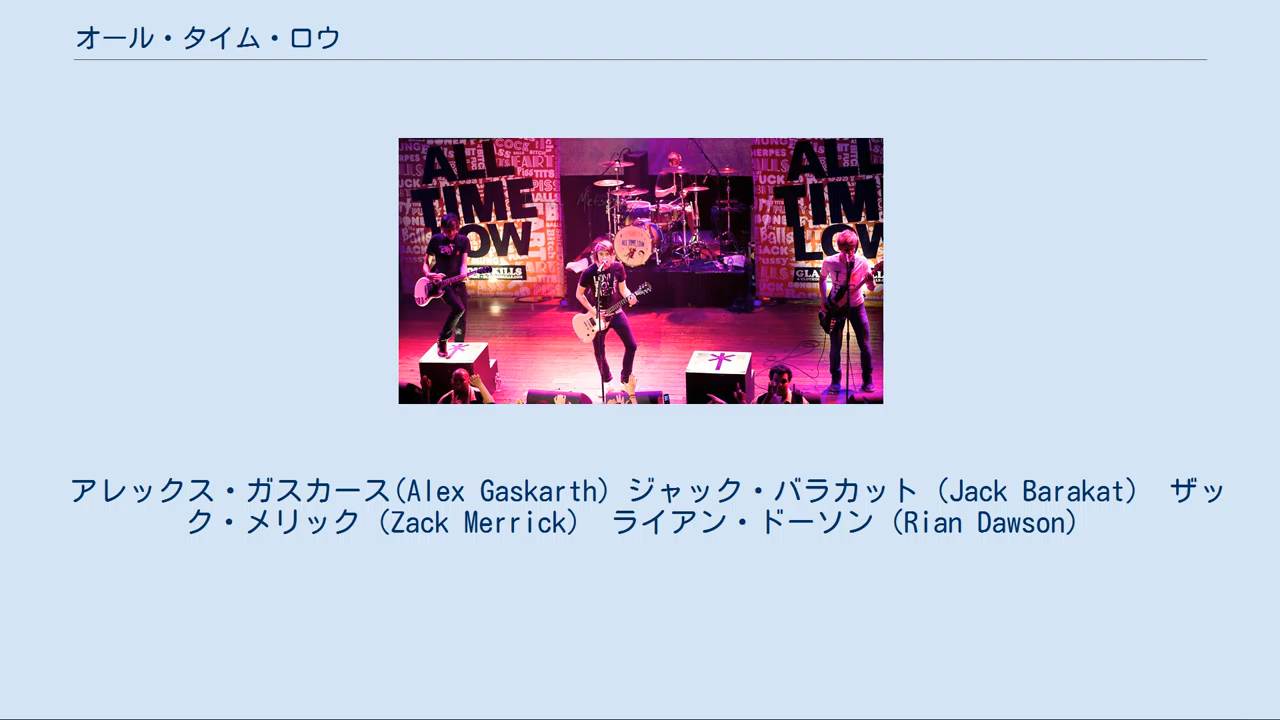 オール・タイム・ロウ
ALL
TIME
LOW
ALL
TIM
LOW
アレックス・ガスカース(Alex Gaskarth) ジャック・バラカット (Jack Barakat)　ザッ
ク・メリック (Zack Merrick)　ライアン・ドーソン (Rian Dawson)